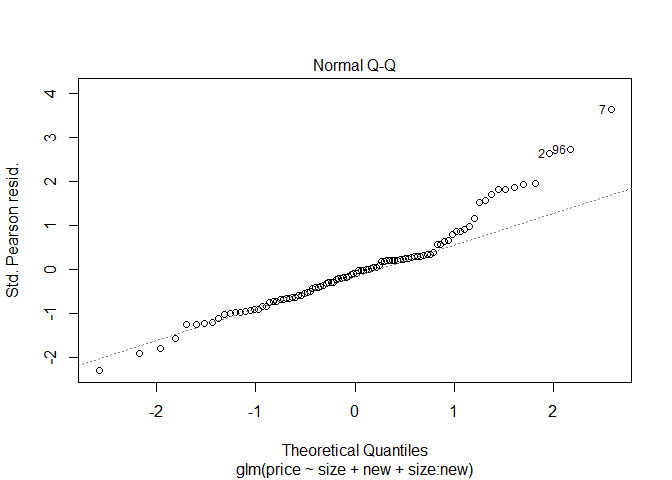 Normal Q-Q
Std. Pearson resid.
4
3
2
1
0
-1
-2
7
2 96
-2 -1 0 1 2
Theoretical Quantiles
glm(price ~ size + new + size:new)